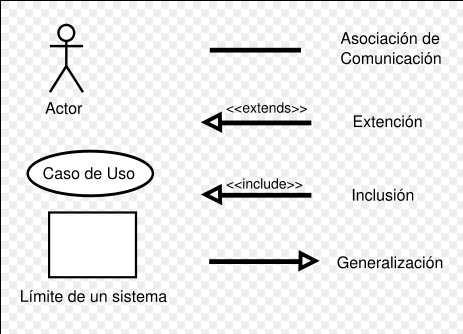 Actor
Asociación de
Comunicación
<<extends>>
Extención
Caso de Uso
<<include>>
Inclusión
Límite de un sistema
Generalización